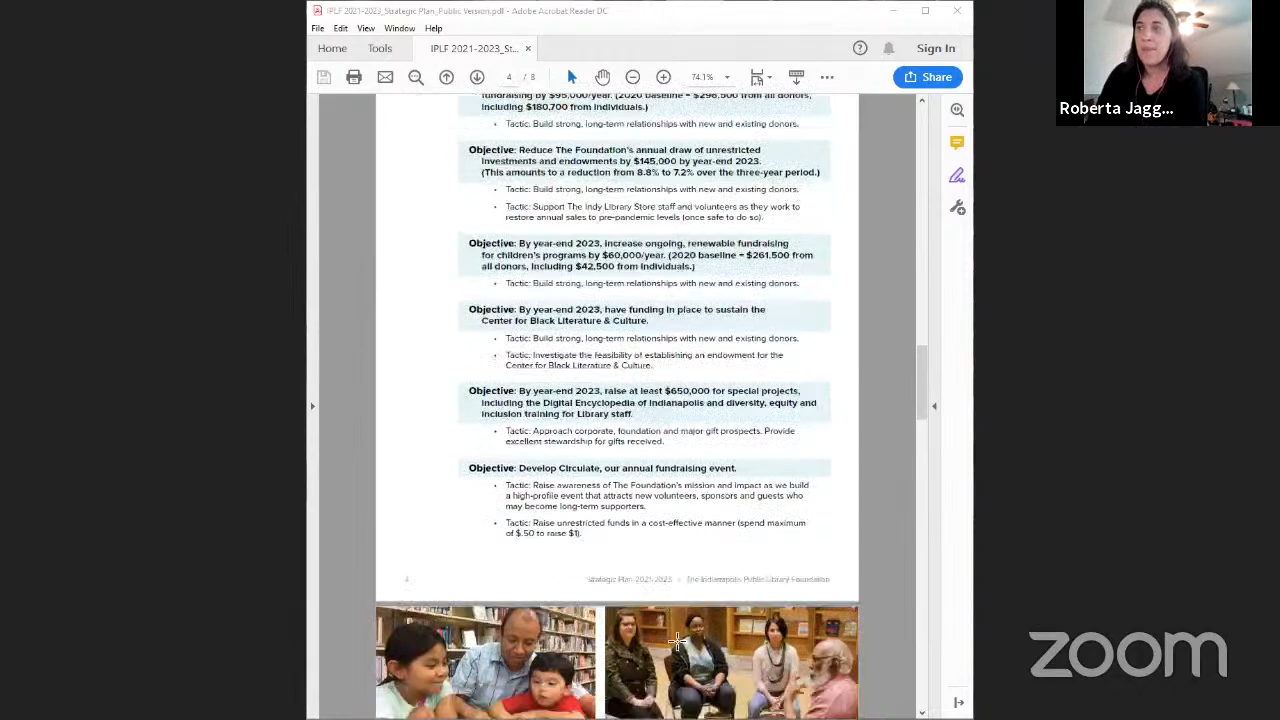 IPLF 2021-2023_Strategic Plan_Public Version.pdf - Adobe Acrobat Reader DC
File Edit View Window Help
Home Tools IPLF 2021-2023_St... × Sign In
4 / 8 74.1% Share
Roberta Jagg...
fundraising by $95,000/year. (2020 baseline = $296,500 from all donors,
including $180,700 from individuals.)
• Tactic: Build strong, long-term relationships with new and existing donors.
Objective: Reduce The Foundation's annual draw of unrestricted
investments and endowments by $145,000 by year-end 2023.
(This amounts to a reduction from 8.8% to 7.2% over the three-year period.)
• Tactic: Build strong, long-term relationships with new and existing donors.
• Tactic: Support The Indy Library Store staff and volunteers as they work to
restore annual sales to pre-pandemic levels (once safe to do so).
Objective: By year-end 2023, increase ongoing, renewable fundraising
for children's programs by $60,000/year. (2020 baseline = $261,500 from
all donors, including $42,500 from individuals.)
• Tactic: Build strong, long-term relationships with new and existing donors.
Objective: By year-end 2023, have funding in place to sustain the
Center for Black Literature & Culture.
• Tactic: Build strong, long-term relationships with new and existing donors.
• Tactic: Investigate the feasibility of establishing an endowment for the
Center for Black Literature & Culture.
Objective: By year-end 2023, raise at least $650,000 for special projects,
including the Digital Encyclopedia of Indianapolis and diversity, equity and
inclusion training for Library staff.
• Tactic: Approach corporate, foundation and major gift prospects. Provide
excellent stewardship for gifts received.
Objective: Develop Circulate, our annual fundraising event.
• Tactic: Raise awareness of The Foundation's mission and impact as we build
a high-profile event that attracts new volunteers, sponsors and guests who
may become long-term supporters.
• Tactic: Raise unrestricted funds in a cost-effective manner (spend maximum
of $.50 to raise $1).
4 Strategic Plan 2021-2023 • The Indianapolis Public Library Foundation
zoom